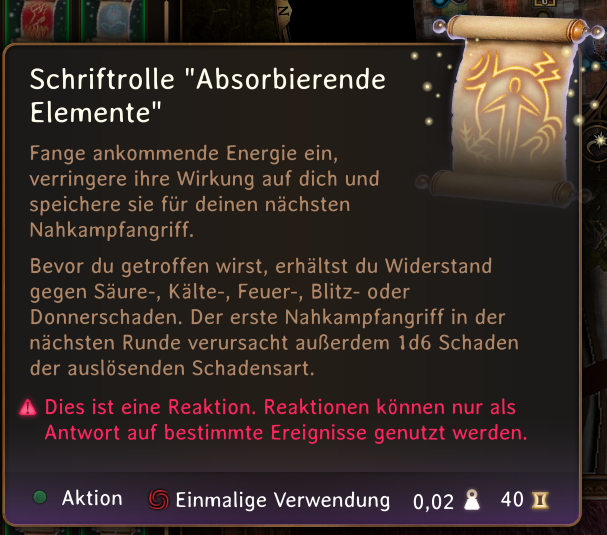 Schriftrolle "Absorbierende
Elemente"
Fange ankommende Energie ein,
verringere ihre Wirkung auf dich und
speichere sie für deinen nächsten
Nahkampfangriff.
Bevor du getroffen wirst, erhältst du Widerstand
gegen Säure-, Kälte-, Feuer-, Blitz- oder
Donnerschaden. Der erste Nahkampfangriff in der
nächsten Runde verursacht außerdem 1d6 Schaden
der auslösenden Schadensart.
Dies ist eine Reaktion. Reaktionen können nur als
Antwort auf bestimmte Ereignisse genutzt werden.
Aktion Einmalige Verwendung 0,02 40